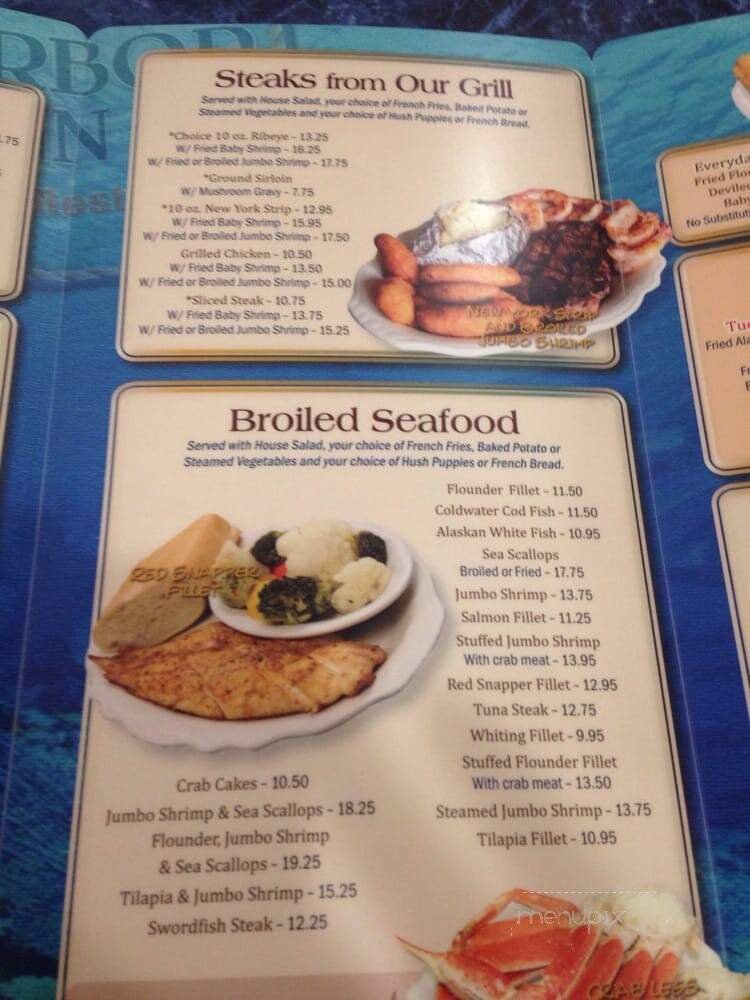 RBOR
N
Rest
.75
Steaks from Our Grill
Served with House Salad, your choice of French Fries, Baked Potato or
Steamed Vegetables and your choice of Hush Puppies or French Bread.
*Choice 10 oz. Ribeye - 13.25
W/ Fried Baby Shrimp - 16.25
W/ Fried or Broiled Jumbo Shrimp - 17.75
*Ground Sirloin
W/ Mushroom Gravy - 7.75
*10 oz. New York Strip - 12.95
W/ Fried Baby Shrimp - 15.95
W/ Fried or Broiled Jumbo Shrimp - 17.50
Grilled Chicken - 10.50
W/ Fried Baby Shrimp - 13.50
W/ Fried or Broiled Jumbo Shrimp - 15.00
*Sliced Steak - 10.75
W/ Fried Baby Shrimp - 13.75
W/ Fried or Broiled Jumbo Shrimp - 15.25
New York Strip
and Broiled
Jumbo Shrimp
Broiled Seafood
Served with House Salad, your choice of French Fries, Baked Potato or
Steamed Vegetables and your choice of Hush Puppies or French Bread.
Red Snapper
Fillet
Flounder Fillet - 11.50
Coldwater Cod Fish - 11.50
Alaskan White Fish - 10.95
Sea Scallops
Broiled or Fried - 17.75
Jumbo Shrimp - 13.75
Salmon Fillet - 11.25
Stuffed Jumbo Shrimp
With crab meat - 13.95
Red Snapper Fillet - 12.95
Tuna Steak - 12.75
Whiting Fillet - 9.95
Stuffed Flounder Fillet
With crab meat - 13.50
Steamed Jumbo Shrimp - 13.75
Tilapia Fillet - 10.95
Crab Cakes - 10.50
Jumbo Shrimp & Sea Scallops - 18.25
Flounder, Jumbo Shrimp
& Sea Scallops - 19.25
Tilapia & Jumbo Shrimp - 15.25
Swordfish Steak - 12.25
menupix
Crab Legs
Everyda
Fried Flo
Devile
Baby
No Substitut
Tue
Fried Ala
Fr